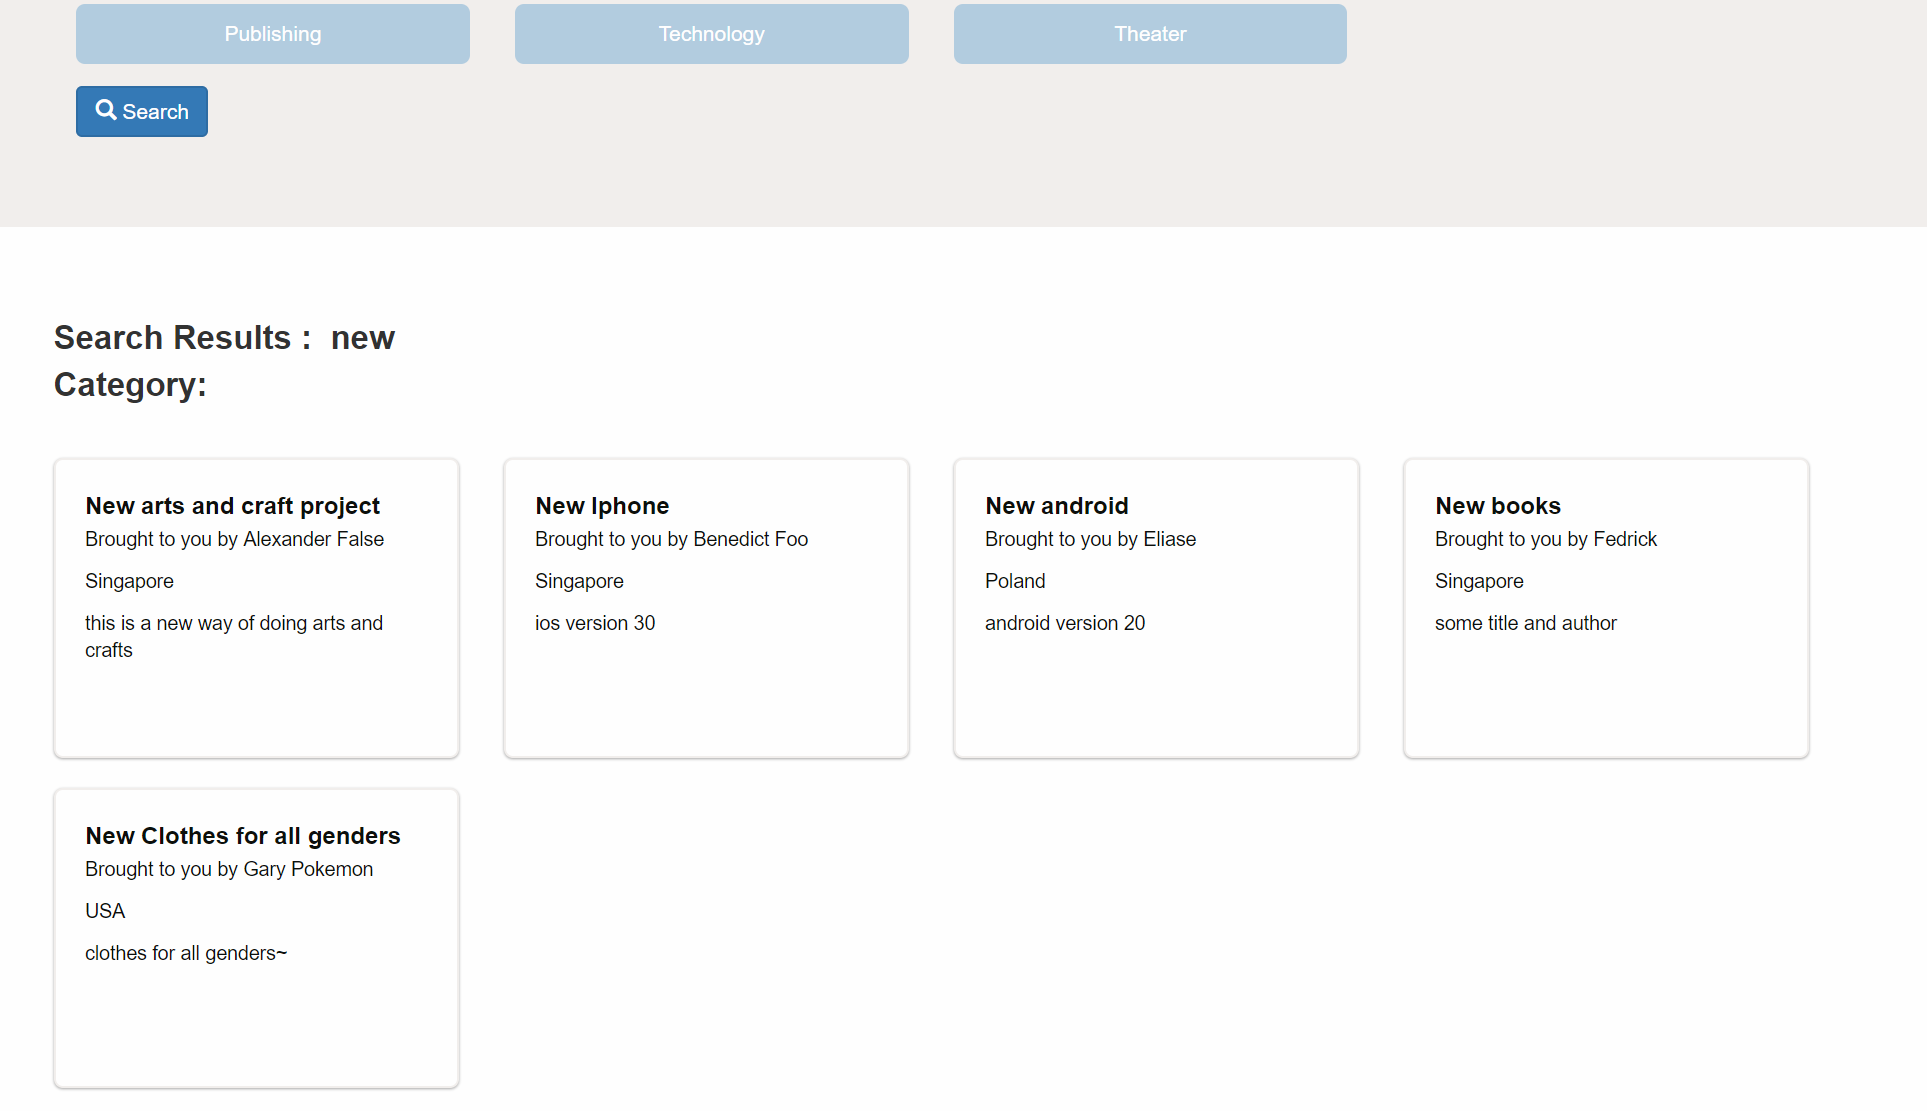 Publishing
Technology
Theater
Search
Search Results : new
Category:
New arts and craft project
Brought to you by Alexander False
Singapore
this is a new way of doing arts and
crafts
New Iphone
Brought to you by Benedict Foo
Singapore
ios version 30
New android
Brought to you by Eliase
Poland
android version 20
New books
Brought to you by Fedrick
Singapore
some title and author
New Clothes for all genders
Brought to you by Gary Pokemon
USA
clothes for all genders~